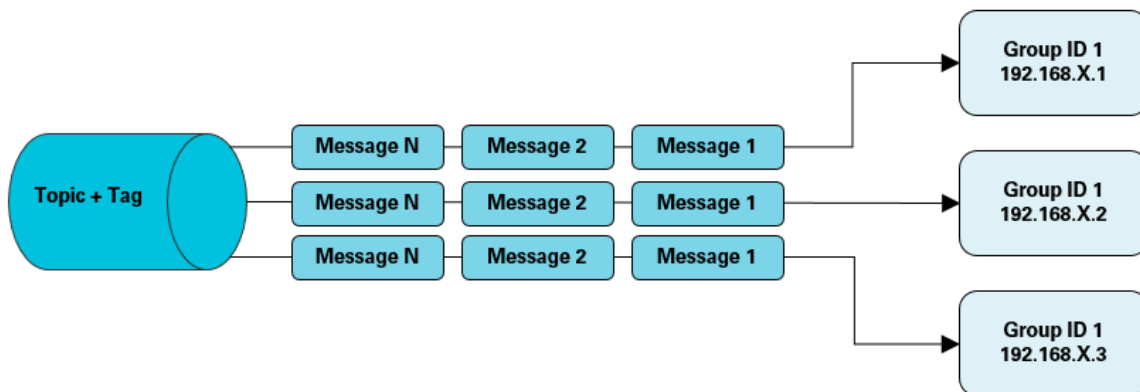 Group ID 1
192.168.X.1
Topic + Tag
Message N
Message 2
Message 1
Message N
Message 2
Message 1
Group ID 1
192.168.X.2
Message N
Message 2
Message 1
Group ID 1
192.168.X.3